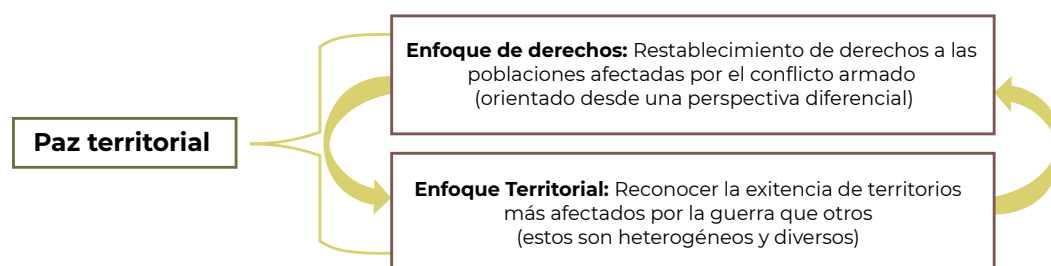 Paz territorial
Enfoque de derechos: Restablecimiento de derechos a las
poblaciones afectadas por el conflicto armado
(orientado desde una perspectiva diferencial)
Enfoque Territorial: Reconocer la exitencia de territorios
más afectados por la guerra que otros
(estos son heterogéneos y diversos)